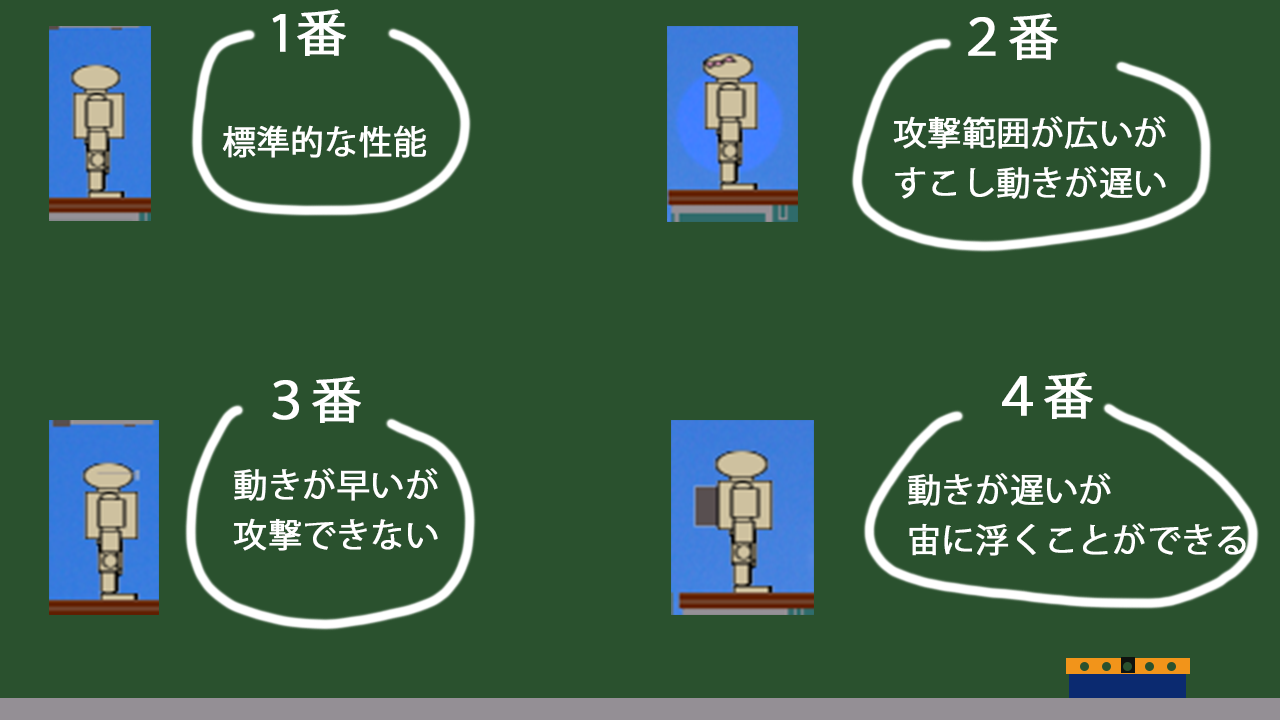 1番
標準的な性能
２番
攻撃範囲が広いが
すこし動きが遅い
３番
動きが早いが
攻撃できない
４番
動きが遅いが
宙に浮くことができる